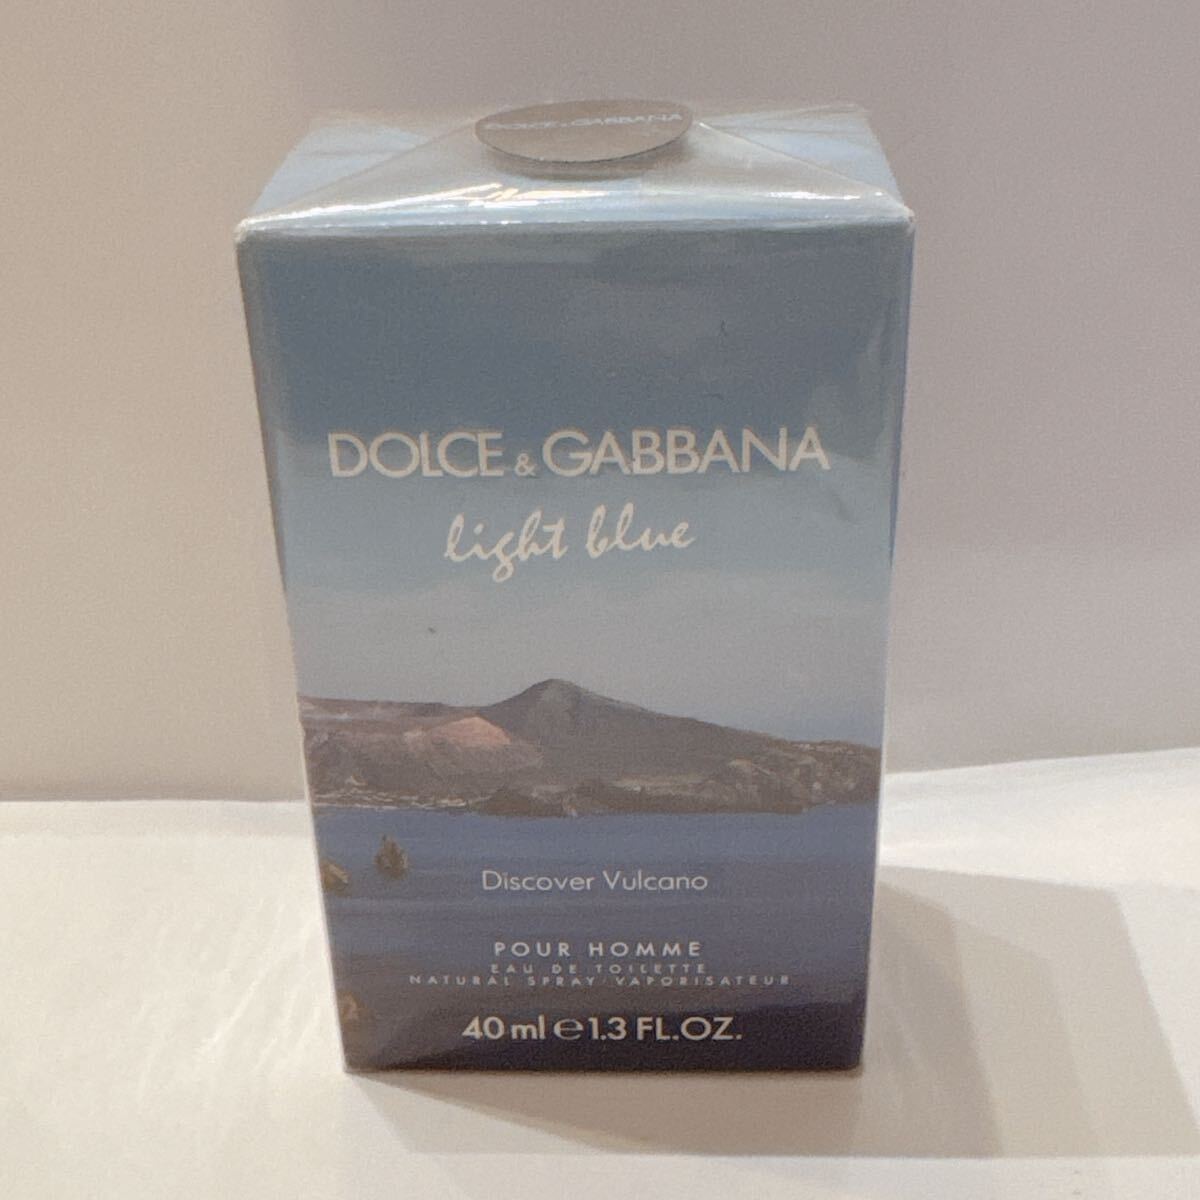 DOLCE & GABBANA
DOLCE & GABBANA
light blue
Discover Vulcano
POUR HOMME
EAU DE TOILETTE
NATURAL SPRAY·VAPORISATEUR
40 ml ℮ 1.3 FL.OZ.